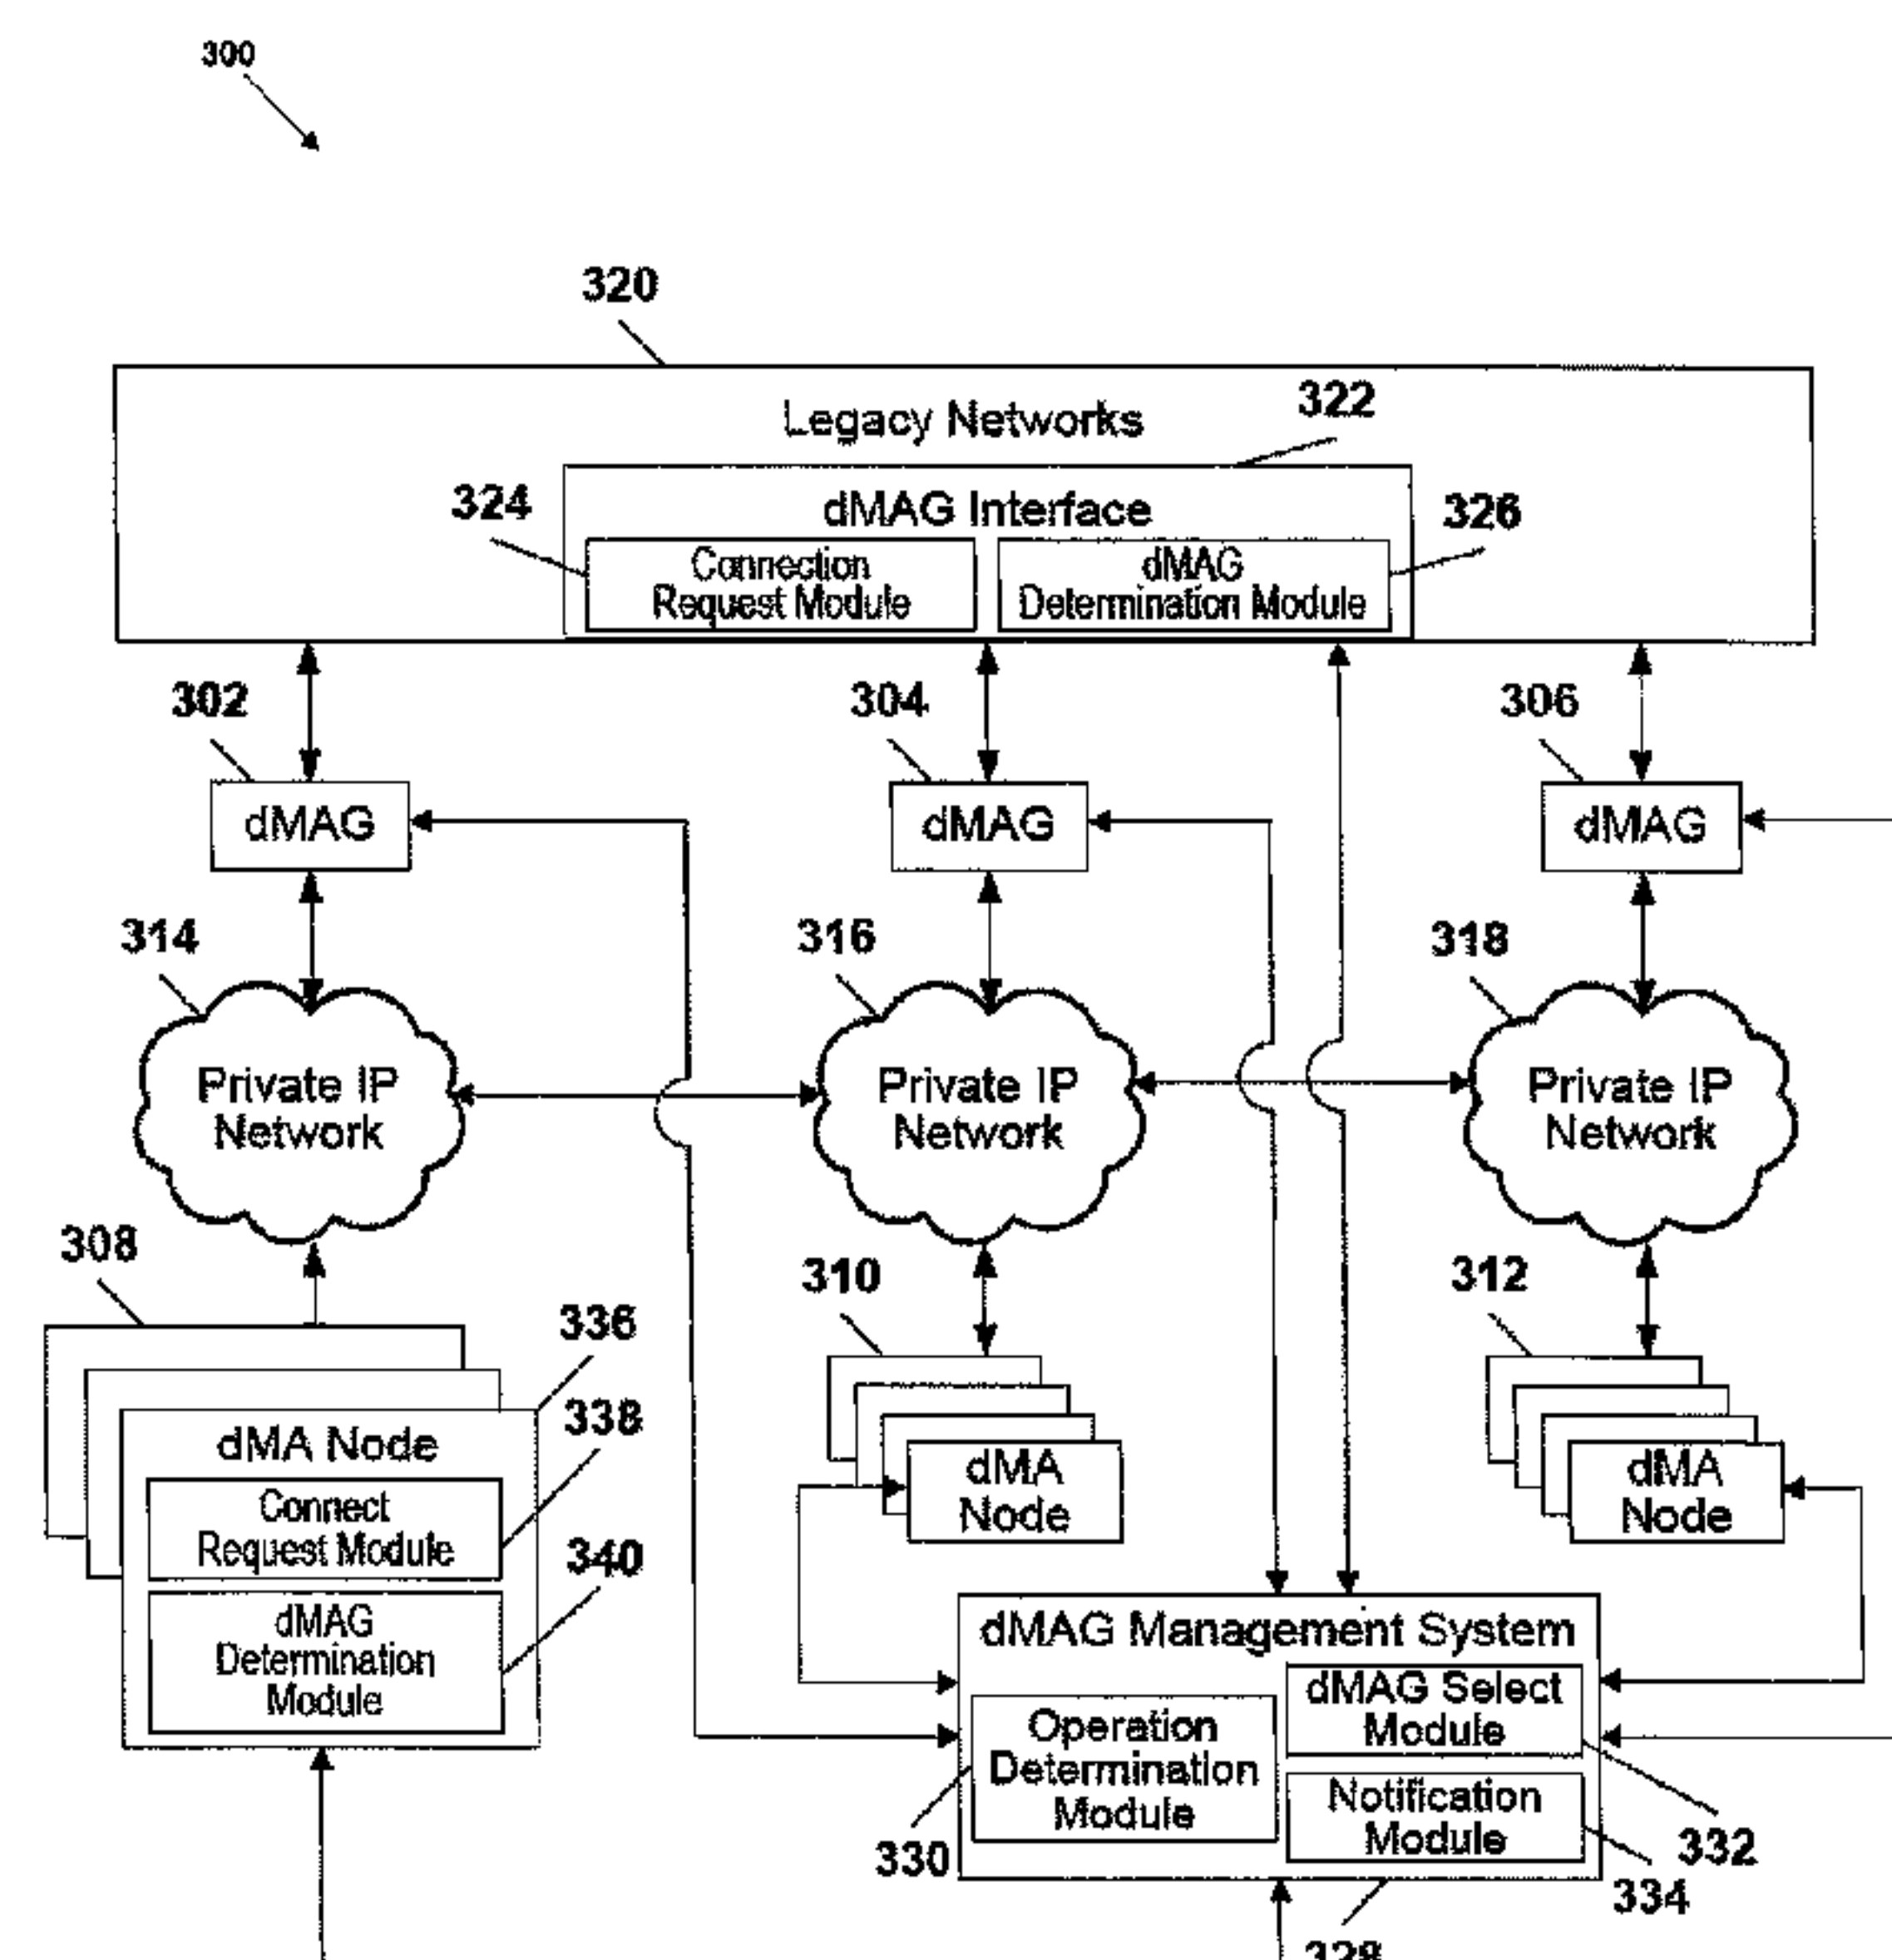 300
320
Legacy Networks
322
dMAG Interface
324
326
Connection
Request Module
dMAG
Determination Module
302
304
306
dMAG
dMAG
dMAG
314
316
318
Private IP
Network
Private IP
Network
Private IP
Network
308
310
312
336
338
dMA Node
Connect
Request Module
340
dMAG
Determination
Module
dMA
Node
dMA
Node
dMAG Management System
dMAG Select
Module
Operation
Determination
Module
Notification
Module
330
332
334
328